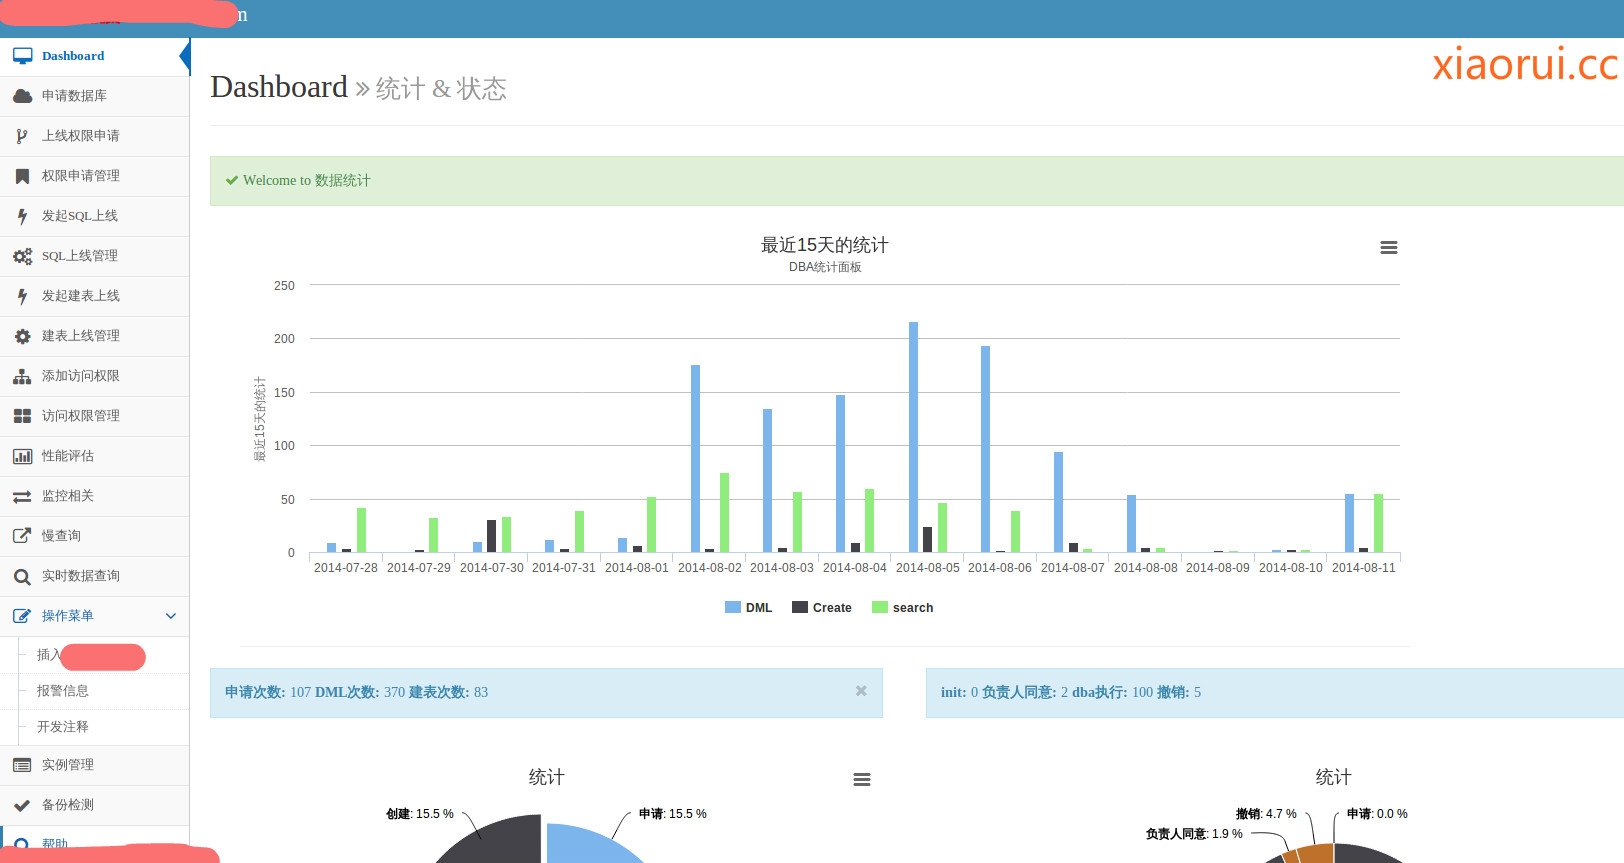 m
Dashboard
申请数据库
上线权限申请
权限申请管理
发起SQL上线
SQL上线管理
发起建表上线
建表上线管理
添加访问权限
访问权限管理
性能评估
监控相关
慢查询
实时数据查询
操作菜单
插入
报警信息
开发注释
实例管理
备份检测
帮助
Dashboard » 统计 & 状态
xiaorui.cc
Welcome to 数据统计
最近15天的统计
DBA统计面板
最近15天的统计
250
200
150
100
50
0
2014-07-28 2014-07-29 2014-07-30 2014-07-31 2014-08-01 2014-08-02 2014-08-03 2014-08-04 2014-08-05 2014-08-06 2014-08-07 2014-08-08 2014-08-09 2014-08-10 2014-08-11
DML Create search
申请次数: 107 DML次数: 370 建表次数: 83
init: 0 负责人同意: 2 dba执行: 100 撤销: 5
统计
创建: 15.5 % 申请: 15.5 %
统计
撤销: 4.7 % 申请: 0.0 %
负责人同意: 1.9 %